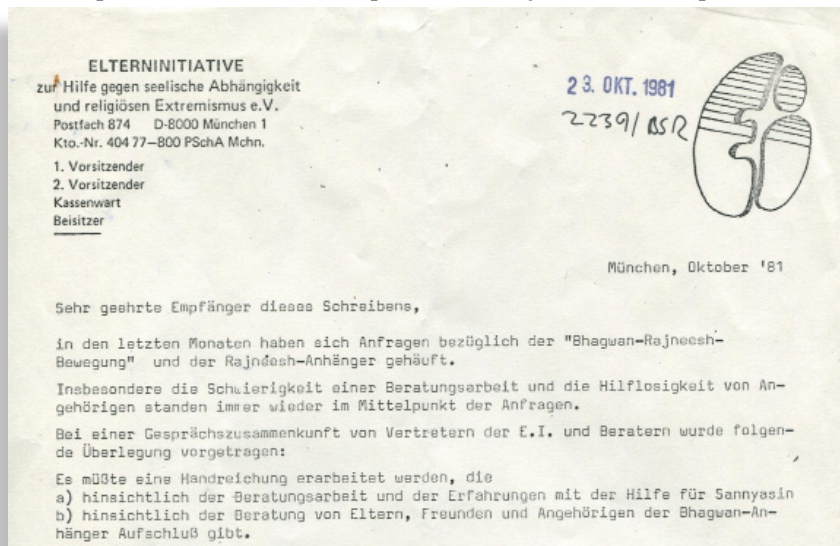 ELTERNINITIATIVE
zur Hilfe gegen seelische Abhängigkeit
und religiösen Extremismus e.V.
Postfach 874 D-8000 München 1
Kto.-Nr. 404 77–800 PSchA Mchn.
1. Vorsitzender
2. Vorsitzender
Kassenwart
Beisitzer
23. OKT. 1981
2239/BSR
München, Oktober '81
Sehr geehrte Empfänger dieses Schreibens,
in den letzten Monaten haben sich Anfragen bezüglich der "Bhagwan-Rajneesh-
Bewegung" und der Rajneesh-Anhänger gehäuft.
Insbesondere die Schwierigkeit einer Beratungsarbeit und die Hilflosigkeit von An-
gehörigen standen immer wieder im Mittelpunkt der Anfragen.
Bei einer Gesprächszusammenkunft von Vertretern der E.I. und Beratern wurde folgen-
de Überlegung vorgetragen:
Es müßte eine Handreichung erarbeitet werden, die
a) hinsichtlich der Beratungsarbeit und der Erfahrungen mit der Hilfe für Sannyasin
b) hinsichtlich der Beratung von Eltern, Freunden und Angehörigen der Bhagwan-An-
hänger Aufschluß gibt.